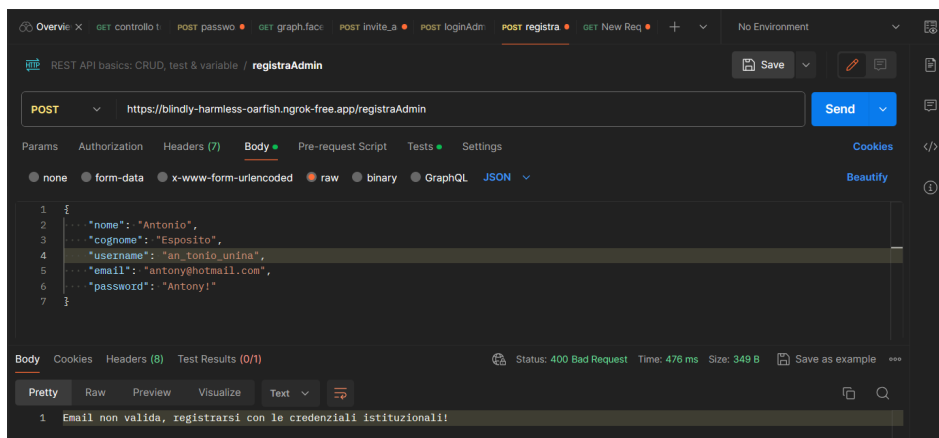 Overvie × GET controllo t POST passwo GET graph.face POST invite_a POST loginAdm POST registra. GET New Req + No Environment
HTTP REST API basics: CRUD, test & variable / registraAdmin Save
POST https://blindly-harmless-oarfish.ngrok-free.app/registraAdmin Send
Params Authorization Headers (7) Body Pre-request Script Tests Settings Cookies
none form-data x-www-form-urlencoded raw binary GraphQL JSON Beautify
1 {
2 "nome": "Antonio",
3 "cognome": "Esposito",
4 "username": "an_tonio_unina",
5 "email": "antony@hotmail.com",
6 "password": "Antony!"
7 }
Body Cookies Headers (8) Test Results (0/1) Status: 400 Bad Request Time: 476 ms Size: 349 B Save as example
Pretty Raw Preview Visualize Text
1 Email non valida, registrarsi con le credenziali istituzionali!